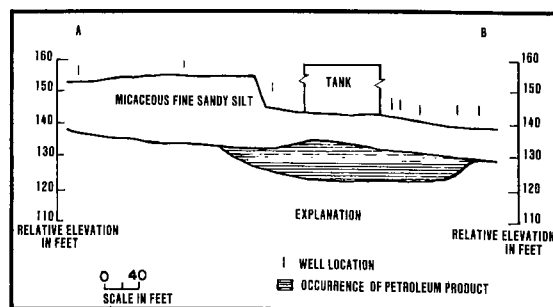 A B
160 160
150 150
140 140
130 130
120 120
110 110
TANK
MICACEOUS FINE SANDY SILT
RELATIVE ELEVATION
IN FEET
EXPLANATION
RELATIVE ELEVATION
IN FEET
WELL LOCATION
OCCURRENCE OF PETROLEUM PRODUCT
0 40
SCALE IN FEET